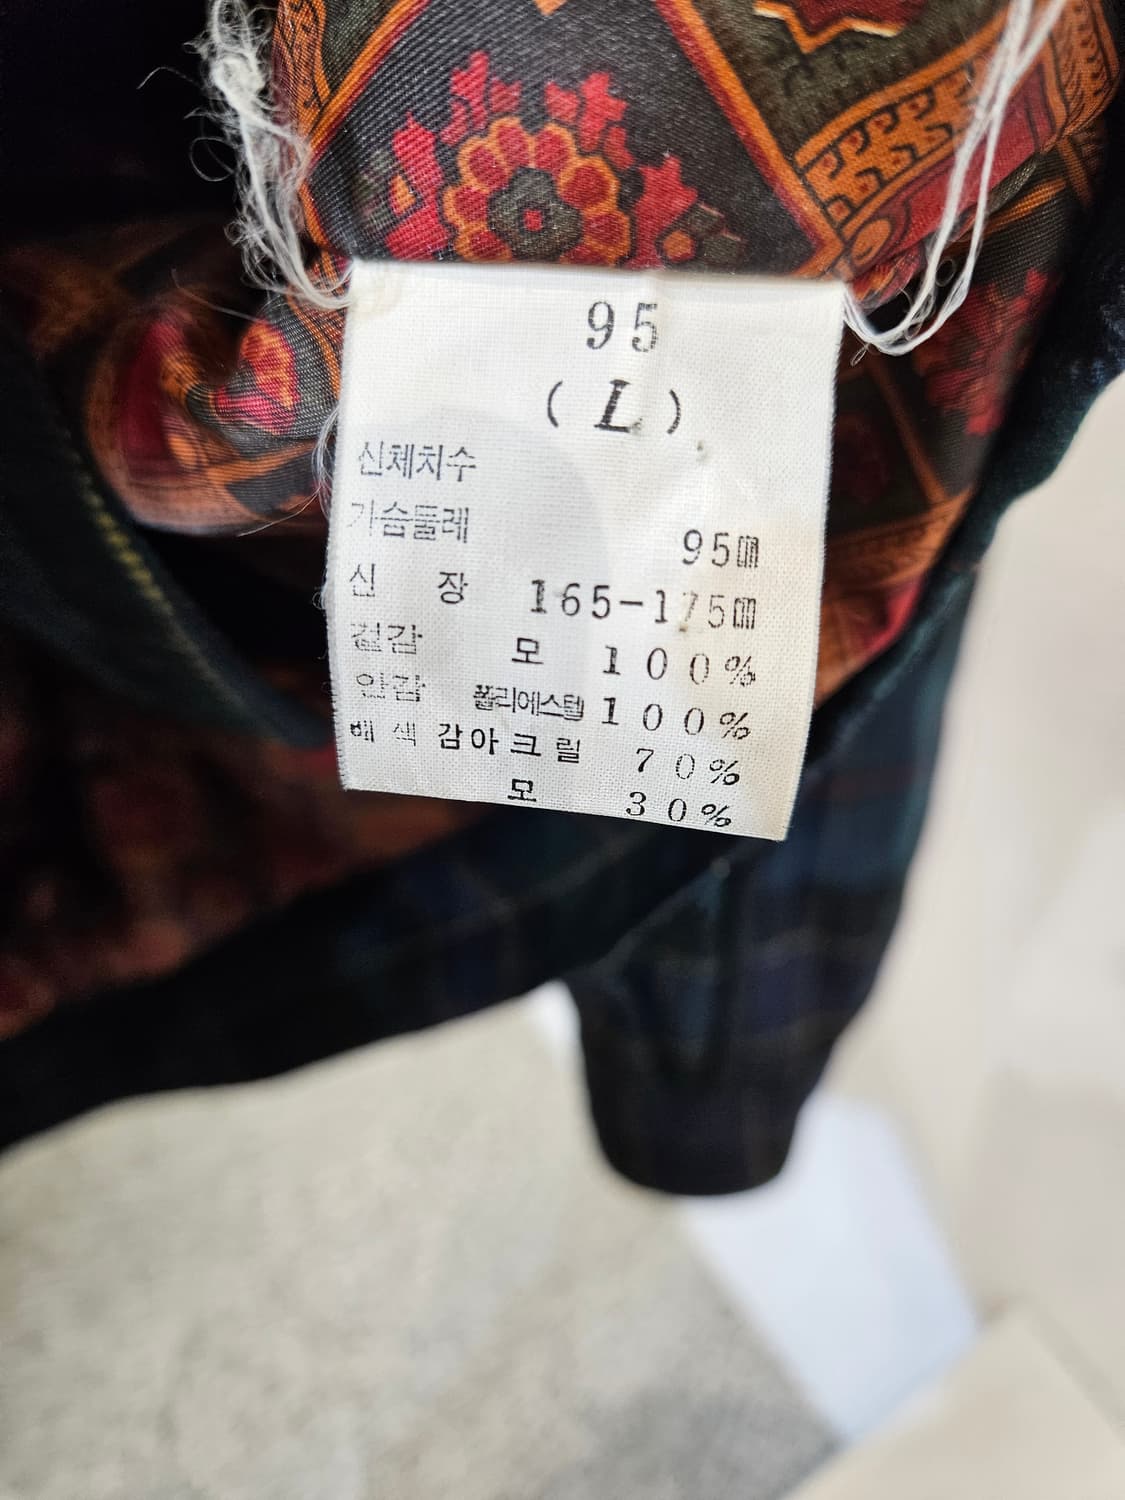 95
(L)
신체치수
가슴둘레 95㎝
신 장 165-175㎝
겉감 모 100%
안감 폴리에스텔 100%
배색감 아크릴 70%
모 30%